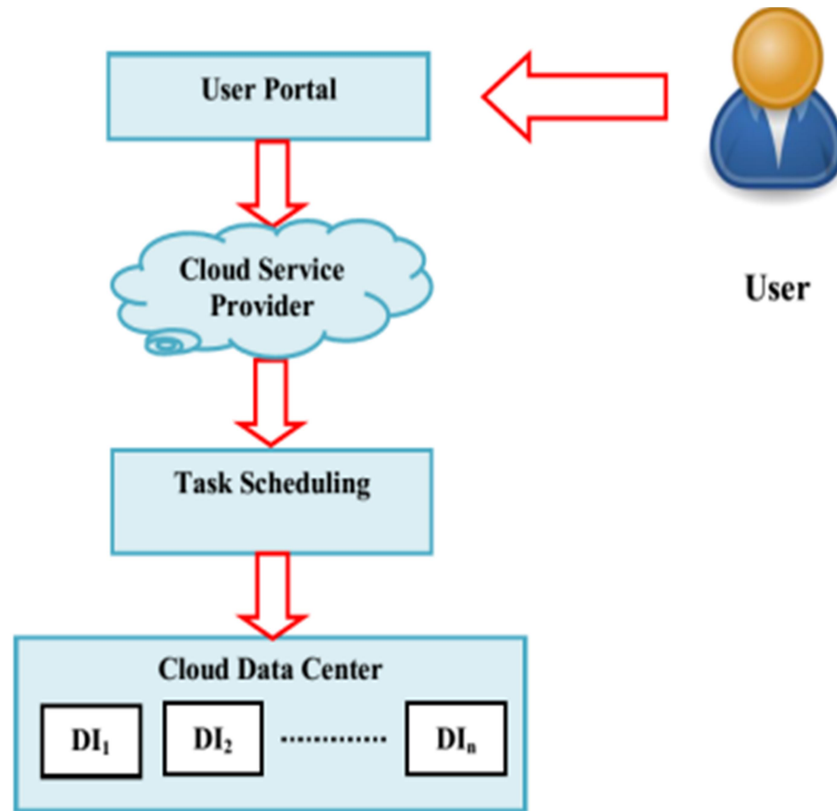 User Portal
Cloud Service
Provider
User
Task Scheduling
Cloud Data Center
DI₁ DI₂ ............. DIₙ